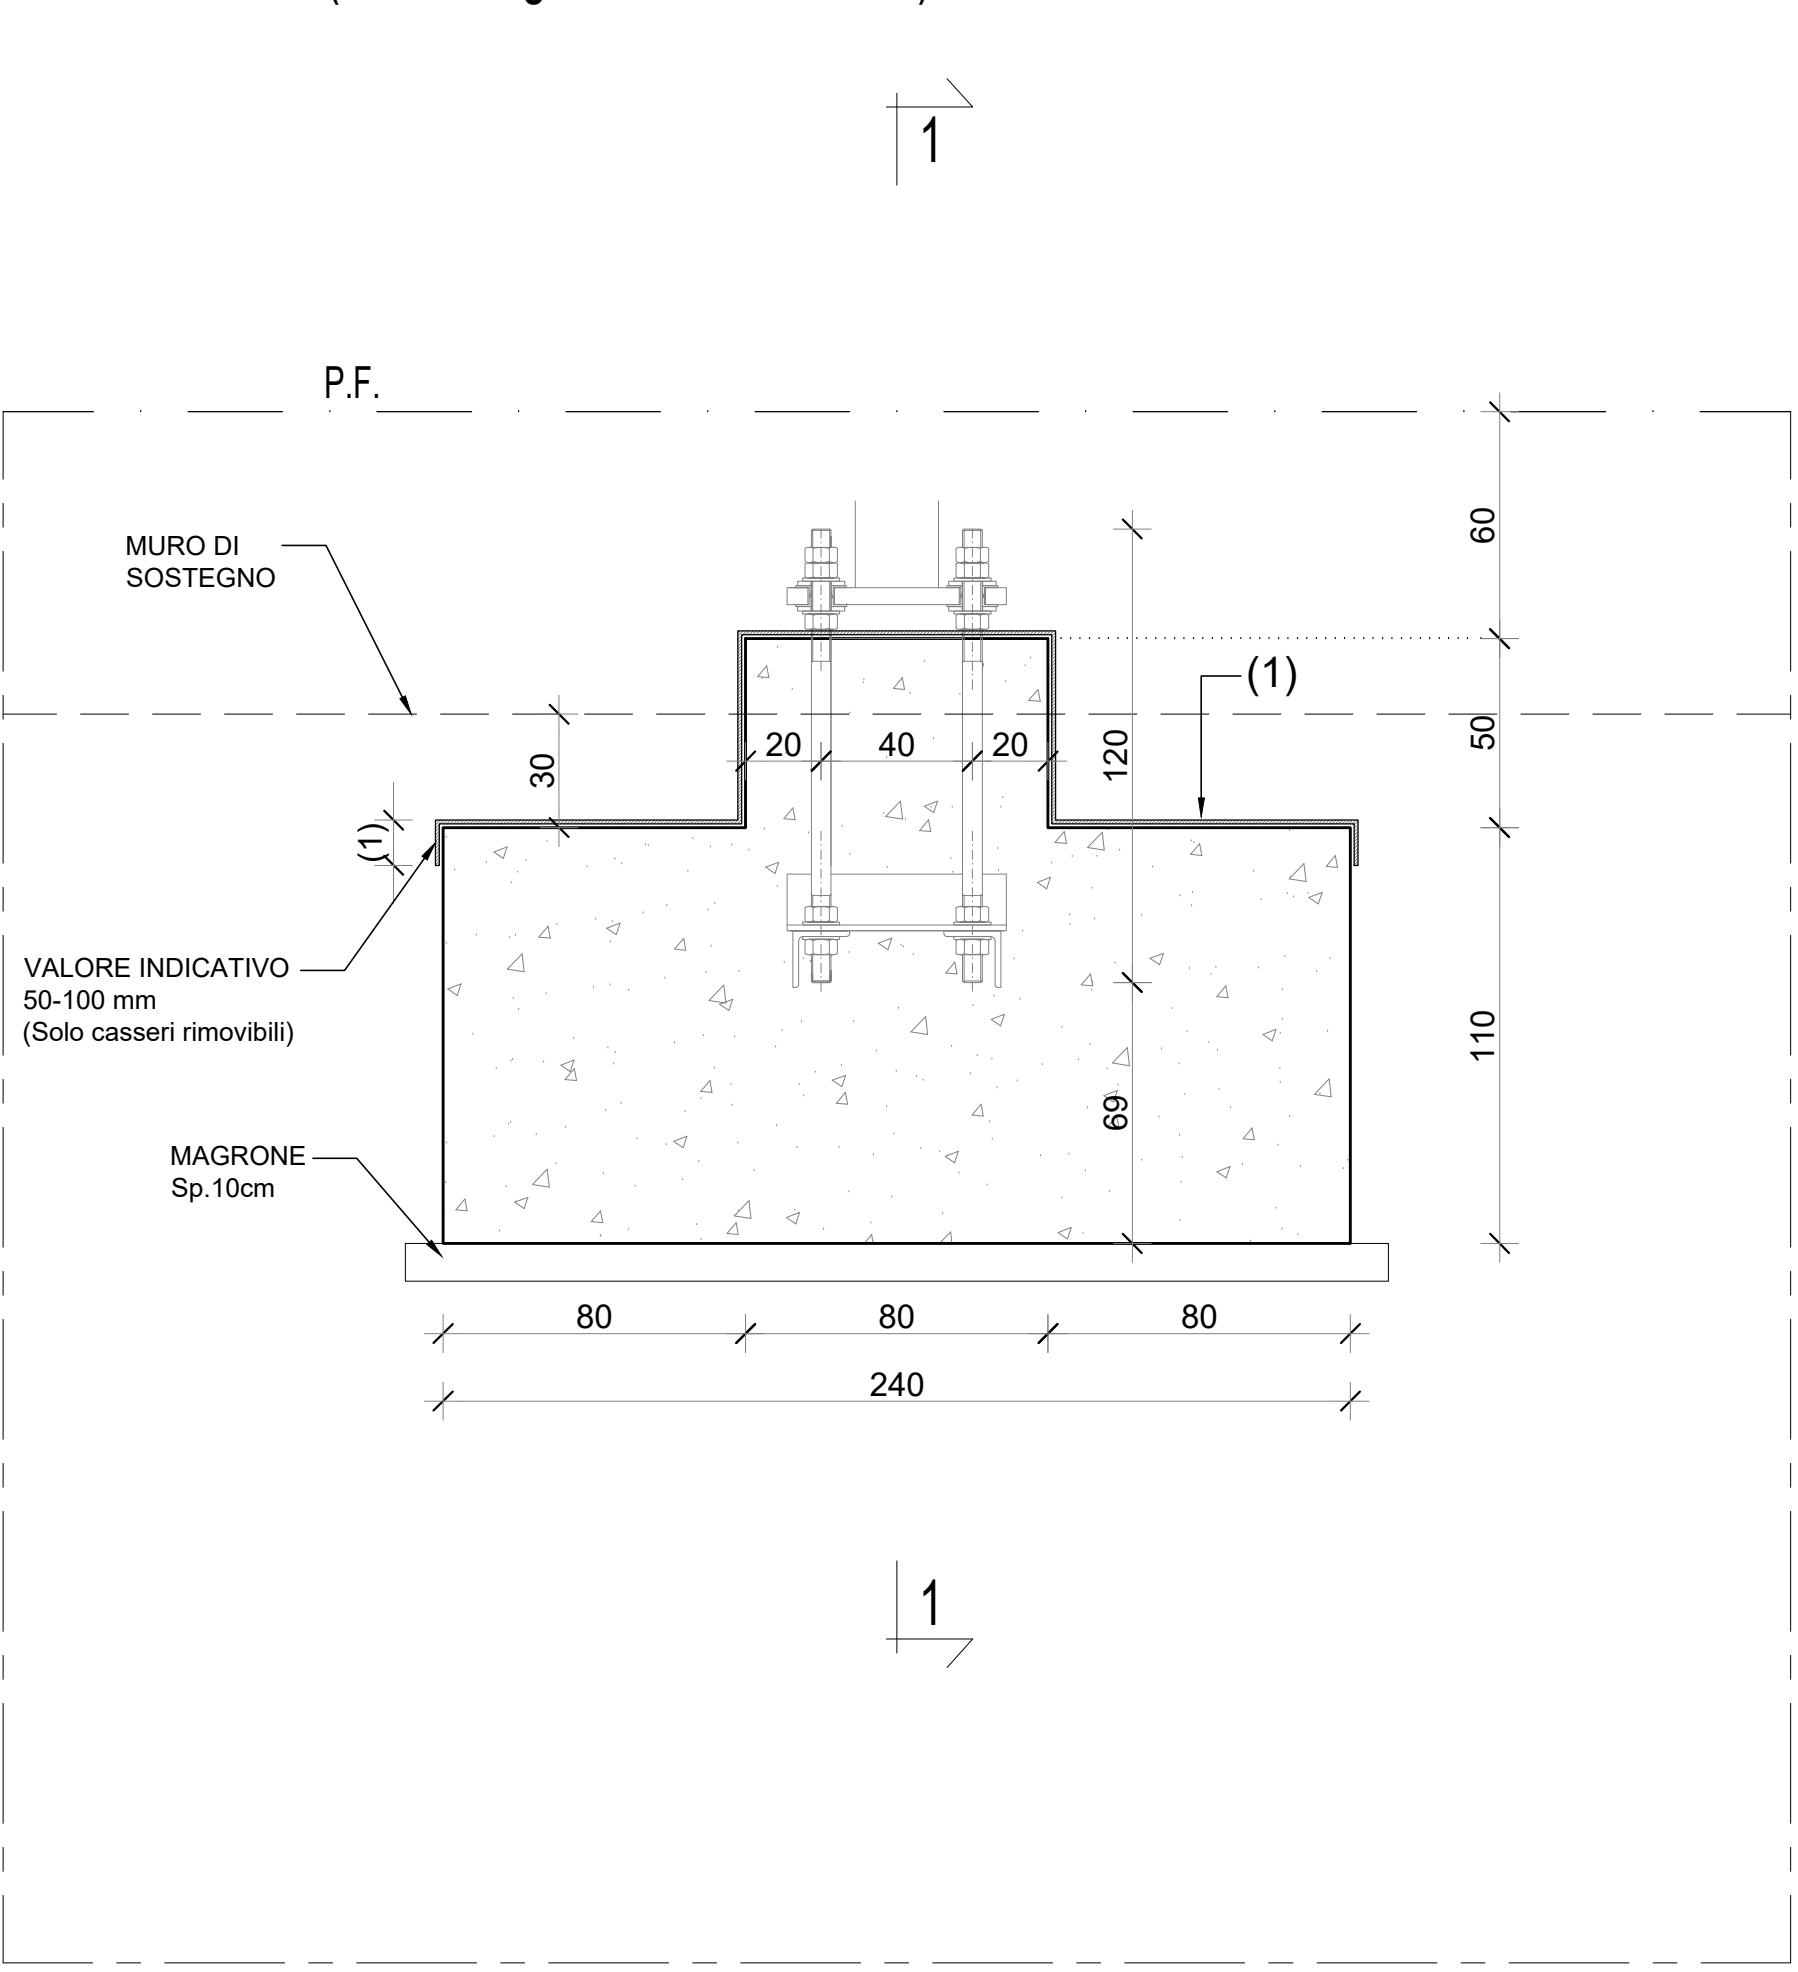 1
P.F.
60
MURO DI
SOSTEGNO
(1)
50
120
20
40
20
30
(1)
VALORE INDICATIVO
50-100 mm
(Solo casseri rimovibili)
110
69
MAGRONE
Sp.10cm
80
80
80
240
1